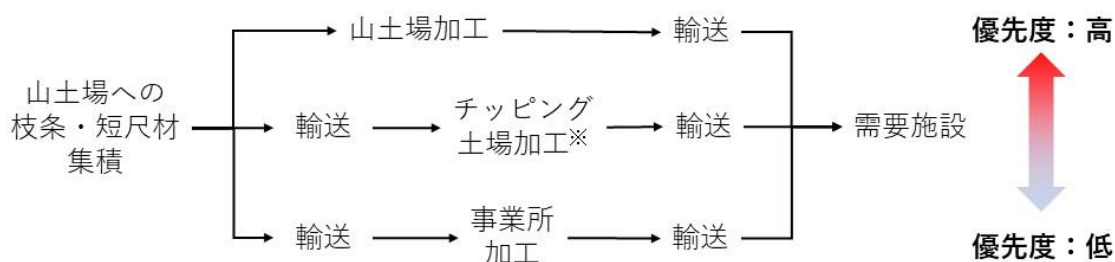 山土場加工
輸送
優先度：高
山土場への
枝条・短尺材
集積
輸送
チッピング
土場加工※
輸送
需要施設
輸送
事業所
加工
輸送
優先度：低